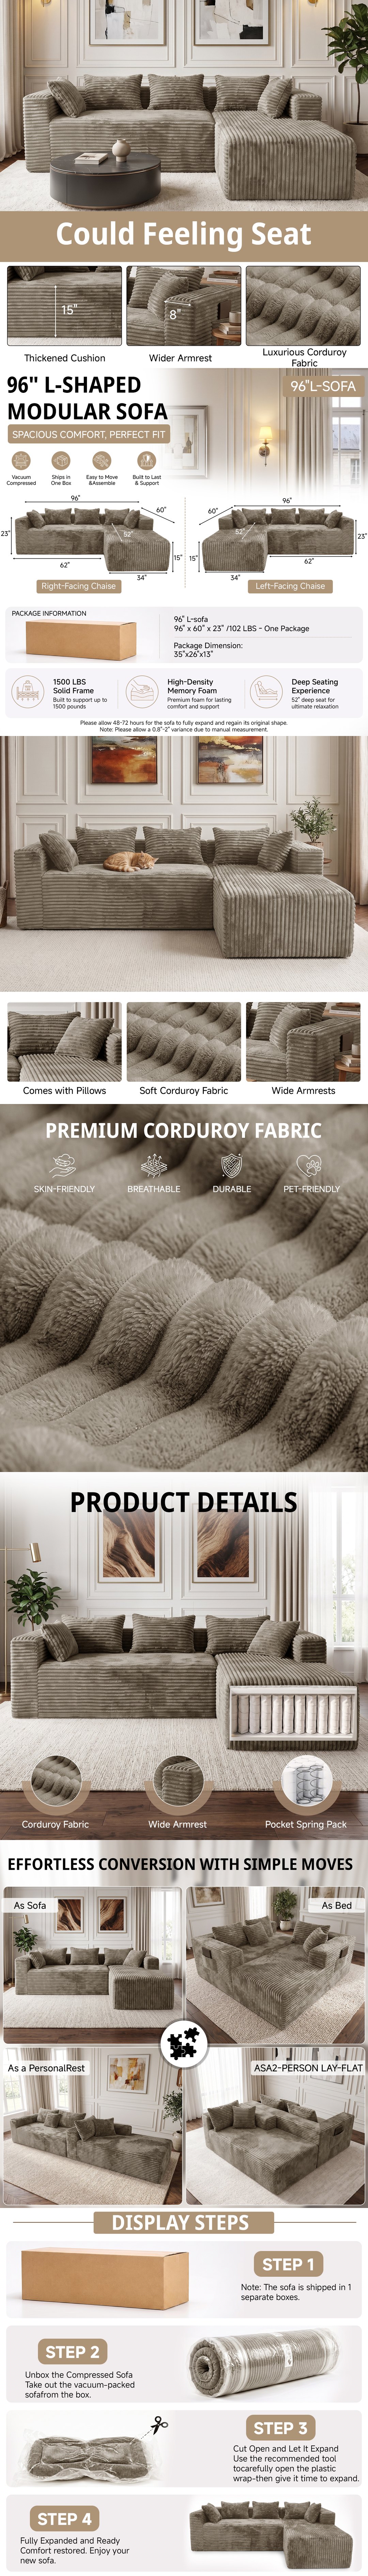 Could Feeling Seat
15"
8"
Thickened Cushion
Wider Armrest
Luxurious Corduroy
Fabric
96" L-SHAPED
MODULAR SOFA
96"L-SOFA
SPACIOUS COMFORT, PERFECT FIT
Vacuum
Compressed
Ships in
One Box
Easy to Move
&Assemble
Built to Last
& Support
96"
60"
23"
52"
15"
62"
34"
Right-Facing Chaise
96"
60"
52"
23"
15"
62"
34"
Left-Facing Chaise
PACKAGE INFORMATION
96" L-sofa
96" x 60" x 23" /102 LBS - One Package
Package Dimension:
35"x26"x13"
1500 LBS
Solid Frame
Built to support up to
1500 pounds
High-Density
Memory Foam
Premium foam for lasting
comfort and support
Deep Seating
Experience
52" deep seat for
ultimate relaxation
Please allow 48-72 hours for the sofa to fully expand and regain its original shape.
Note: Please allow a 0.8"-2" variance due to manual measurement.
Comes with Pillows
Soft Corduroy Fabric
Wide Armrests
PREMIUM CORDUROY FABRIC
SKIN-FRIENDLY
BREATHABLE
DURABLE
PET-FRIENDLY
PRODUCT DETAILS
Corduroy Fabric
Wide Armrest
Pocket Spring Pack
EFFORTLESS CONVERSION WITH SIMPLE MOVES
As Sofa
As Bed
As a PersonalRest
ASA2-PERSON LAY-FLAT
DISPLAY STEPS
STEP 1
Note: The sofa is shipped in 1
separate boxes.
STEP 2
Unbox the Compressed Sofa
Take out the vacuum-packed
sofafrom the box.
STEP 3
Cut Open and Let It Expand
Use the recommended tool
tocarefully open the plastic
wrap-then give it time to expand.
STEP 4
Fully Expanded and Ready
Comfort restored. Enjoy your
new sofa.